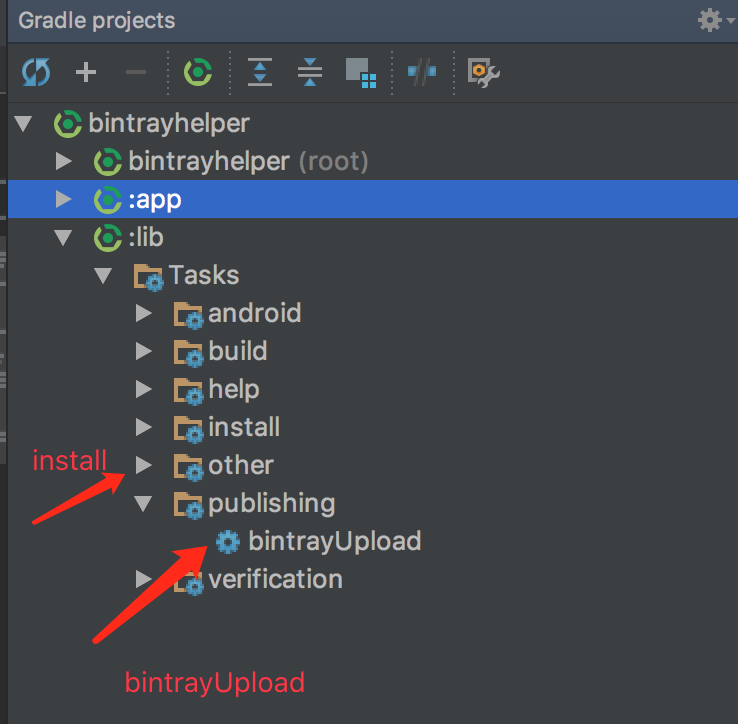 Gradle projects
bintrayhelper
bintrayhelper (root)
:app
:lib
Tasks
android
build
help
install
install
other
publishing
bintrayUpload
verification
bintrayUpload